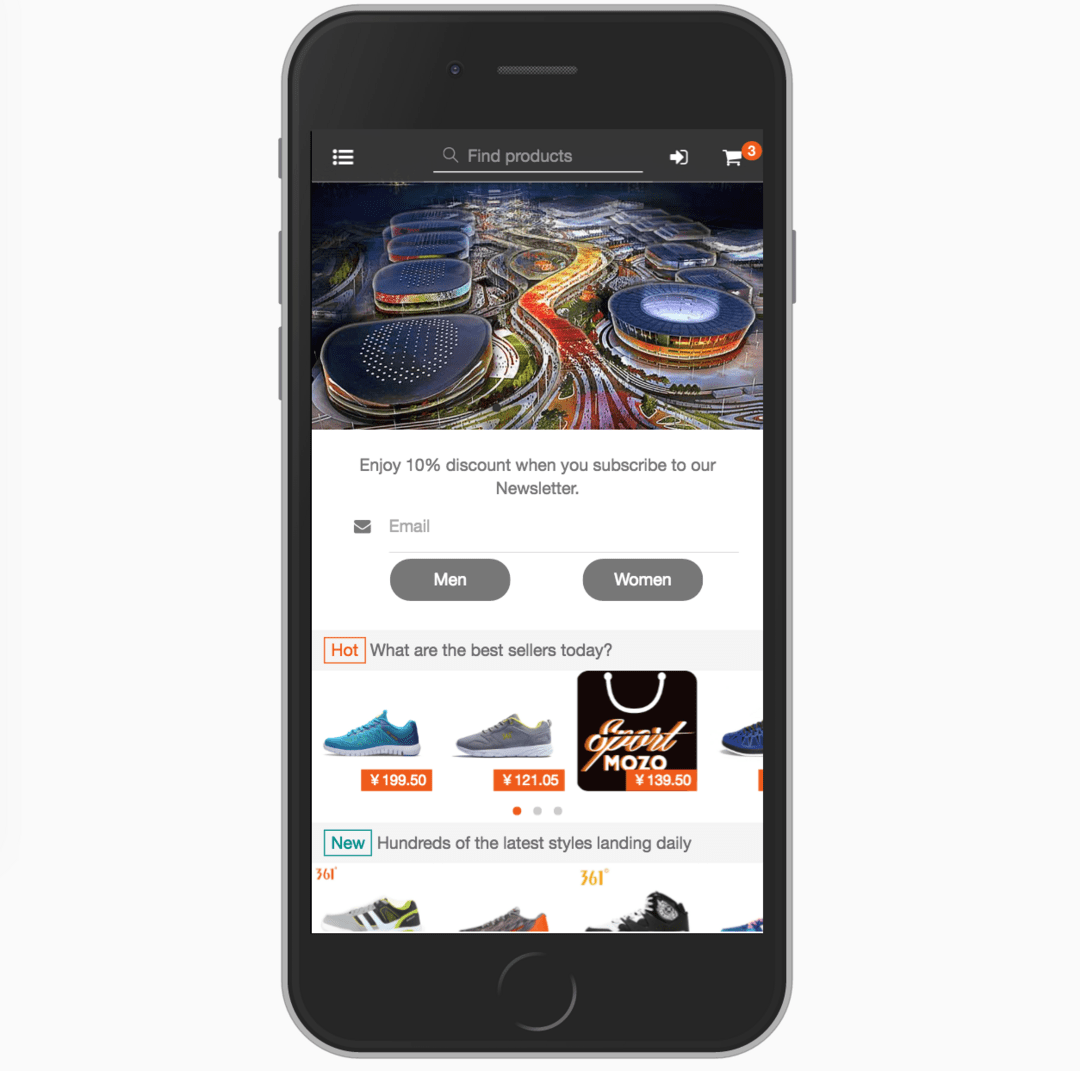 Find products
3
Enjoy 10% discount when you subscribe to our
Newsletter.
Email
Men
Women
Hot What are the best sellers today?
Sport
MOZO
¥ 199.50
¥ 121.05
¥ 139.50
New Hundreds of the latest styles landing daily
361°
361°